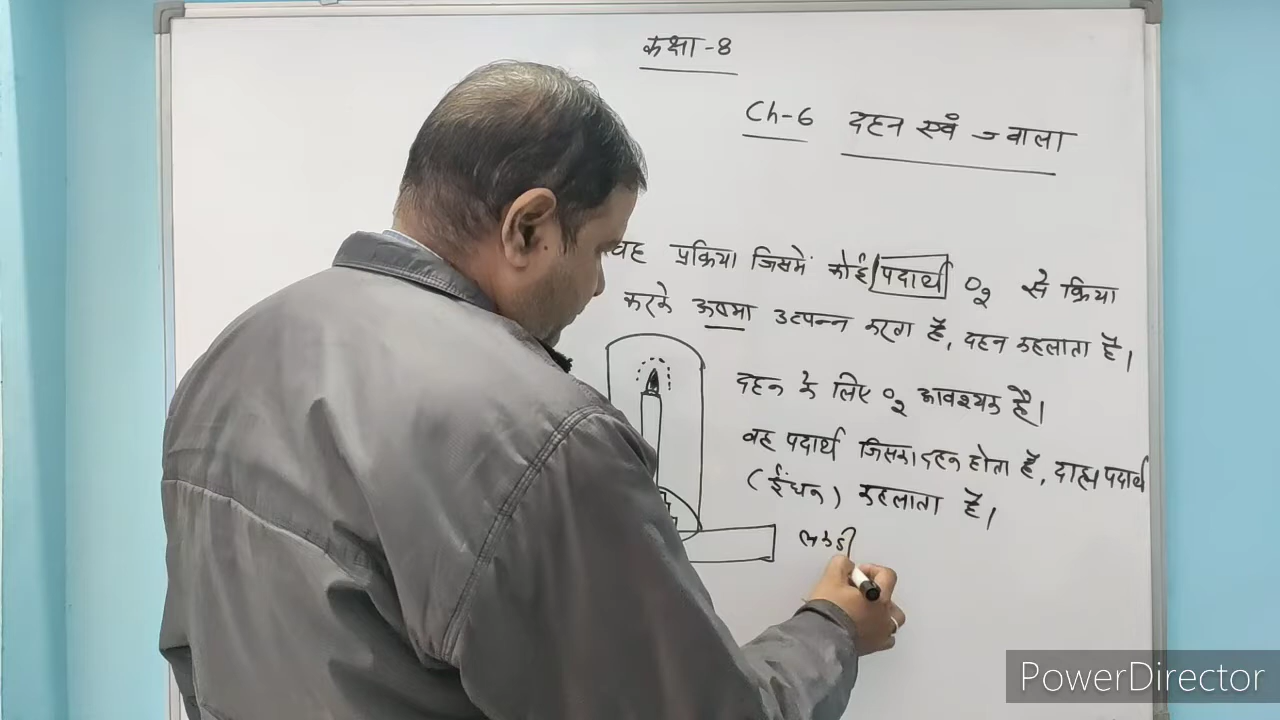 कक्षा-8
Ch-6 दहन एवं ज्वाला
वह प्रक्रिया जिसमें कोई पदार्थ O₂ से क्रिया
करके ऊष्मा उत्पन्न करता है, दहन कहलाता है।
दहन के लिए O₂ आवश्यक है।
वह पदार्थ जिसका दहन होता है, दाह्य पदार्थ
(ईंधन) कहलाता है।
लकड़ी
PowerDirector